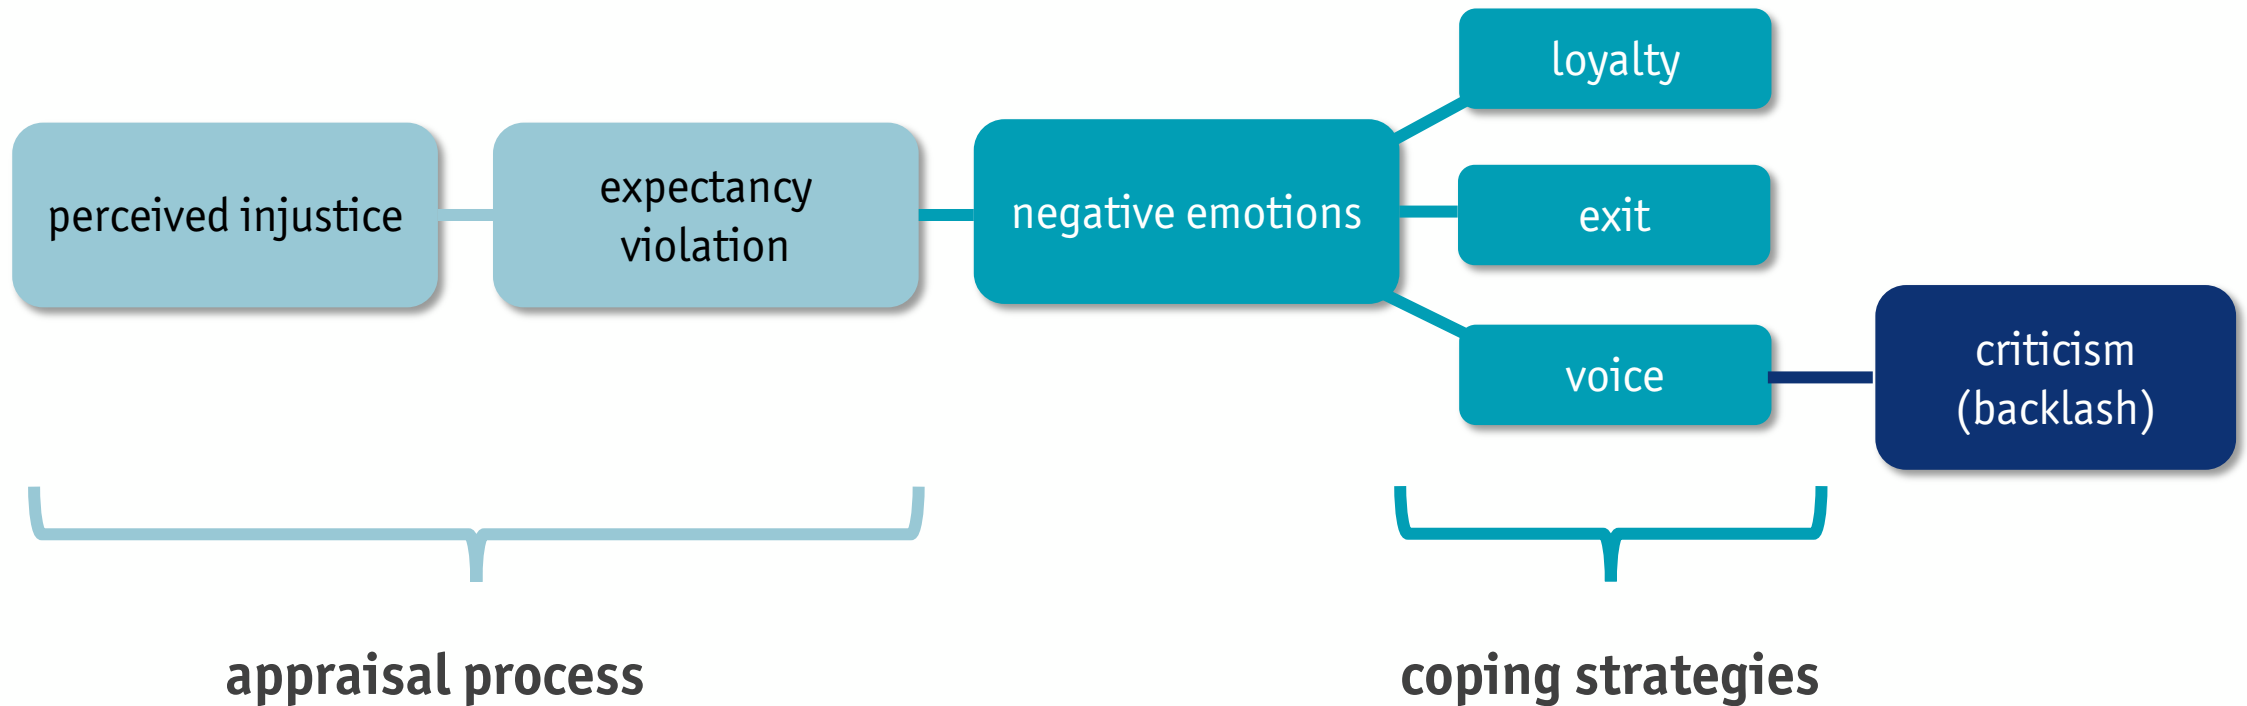 perceived injustice
expectancy
violation
negative emotions
loyalty
exit
voice
criticism
(backlash)
appraisal process
coping strategies